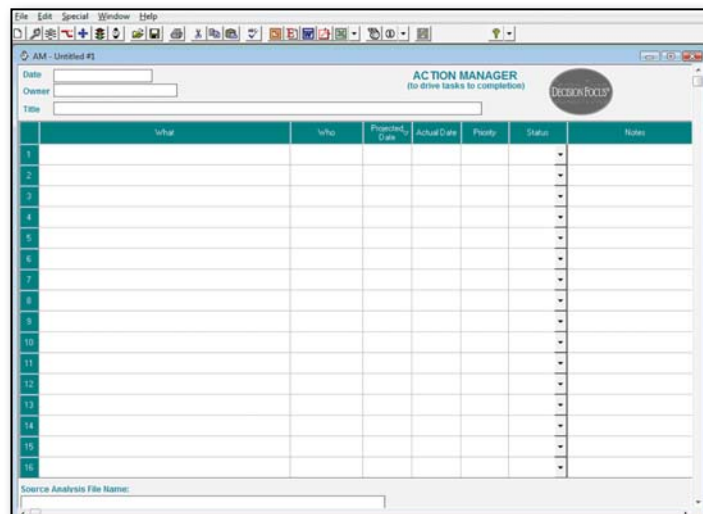 File Edit Special Window Help
AM - Untitled #1
Date
ACTION MANAGER
(to drive tasks to completion)
Owner
DECISION FOCUS®
Title
What Who Projected Date Actual Date Priority Status Notes
1
2
3
4
5
6
7
8
9
10
11
12
13
14
15
16
Source Analysis File Name: